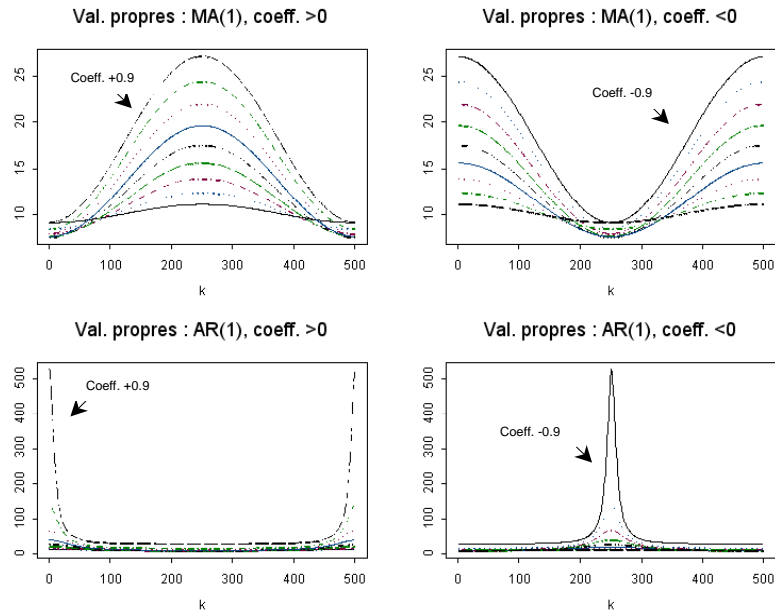 Val. propres : MA(1), coeff. >0
Coeff. +0.9
25
20
15
10
0 100 200 300 400 500
k
Val. propres : MA(1), coeff. <0
Coeff. -0.9
25
20
15
10
0 100 200 300 400 500
k
Val. propres : AR(1), coeff. >0
Coeff. +0.9
500
400
300
200
100
0
0 100 200 300 400 500
k
Val. propres : AR(1), coeff. <0
Coeff. -0.9
500
400
300
200
100
0
0 100 200 300 400 500
k